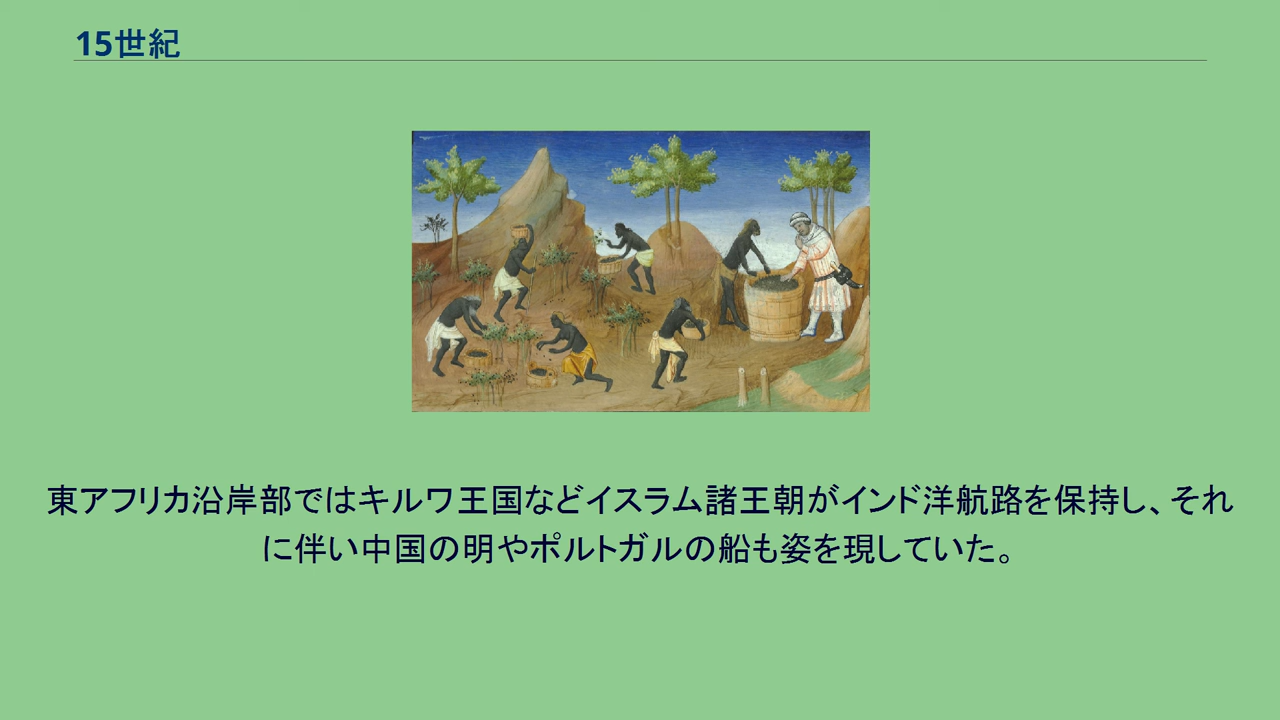 15世紀
東アフリカ沿岸部ではキルワ王国などイスラム諸王朝がインド洋航路を保持し、それ
に伴い中国の明やポルトガルの船も姿を現していた。